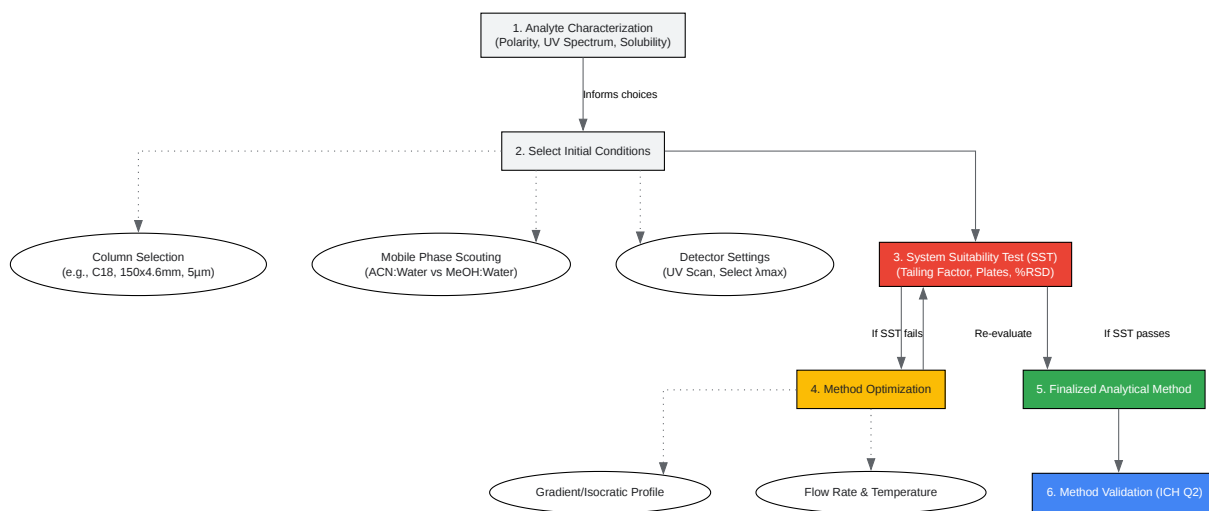 1. Analyte Characterization
(Polarity, UV Spectrum, Solubility)
Informs choices
2. Select Initial Conditions
Column Selection
(e.g., C18, 150x4.6mm, 5μm)
Mobile Phase Scouting
(ACN:Water vs MeOH:Water)
Detector Settings
(UV Scan, Select λmax)
3. System Suitability Test (SST)
(Tailing Factor, Plates, %RSD)
If SST fails
Re-evaluate
If SST passes
4. Method Optimization
5. Finalized Analytical Method
Gradient/Isocratic Profile
Flow Rate & Temperature
6. Method Validation (ICH Q2)